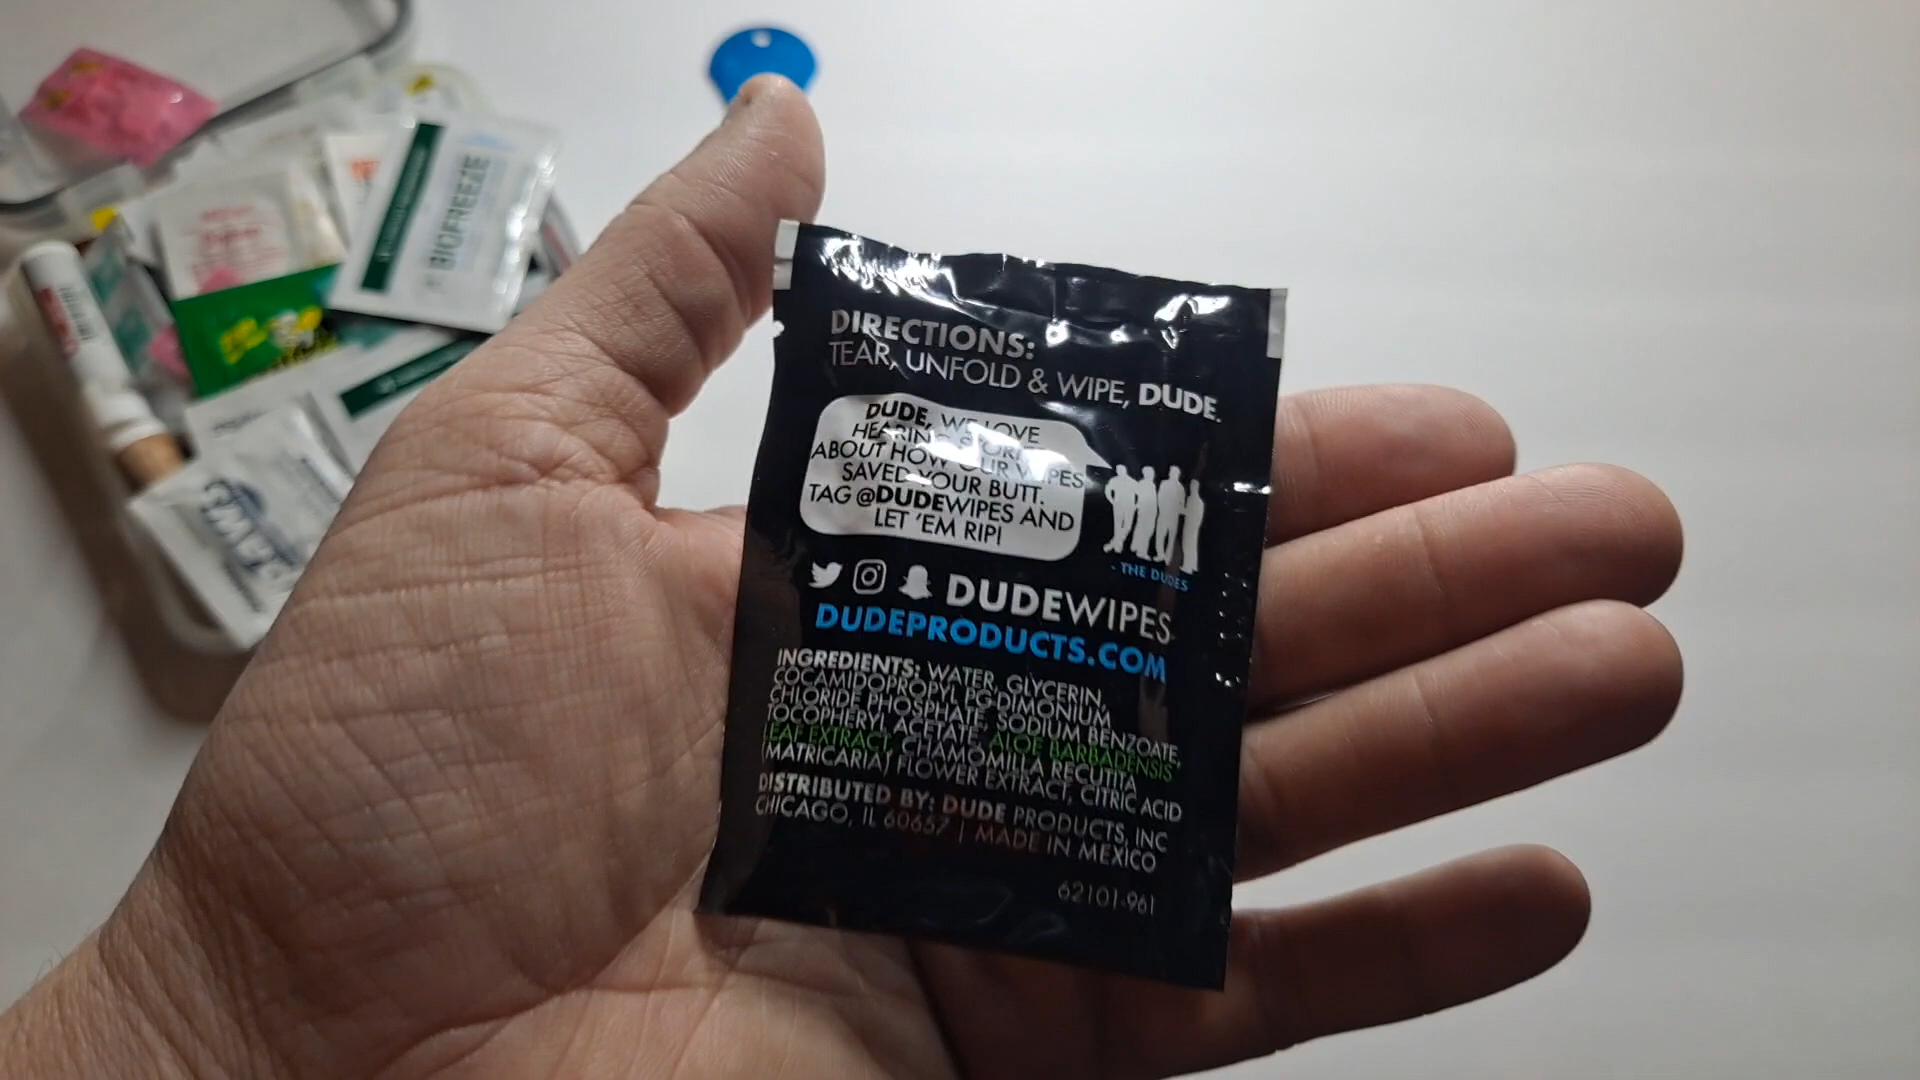 BIOFREEZE
DIRECTIONS:
TEAR, UNFOLD & WIPE, DUDE.
DUDE, WE LOVE
HEARING STORIES
ABOUT HOW OUR WIPES
SAVED YOUR BUTT.
TAG @DUDEWIPES AND
LET 'EM RIP!
- THE DUDES
DUDEWIPES
DUDEPRODUCTS.COM
INGREDIENTS: WATER, GLYCERIN,
COCAMIDOPROPYL PG-DIMONIUM
CHLORIDE PHOSPHATE, SODIUM BENZOATE,
TOCOPHERYL ACETATE, ALOE BARBADENSIS
LEAF EXTRACT, CHAMOMILLA RECUTITA
(MATRICARIA) FLOWER EXTRACT, CITRIC ACID
DISTRIBUTED BY: DUDE PRODUCTS, INC
CHICAGO, IL 60657 | MADE IN MEXICO
62101-961